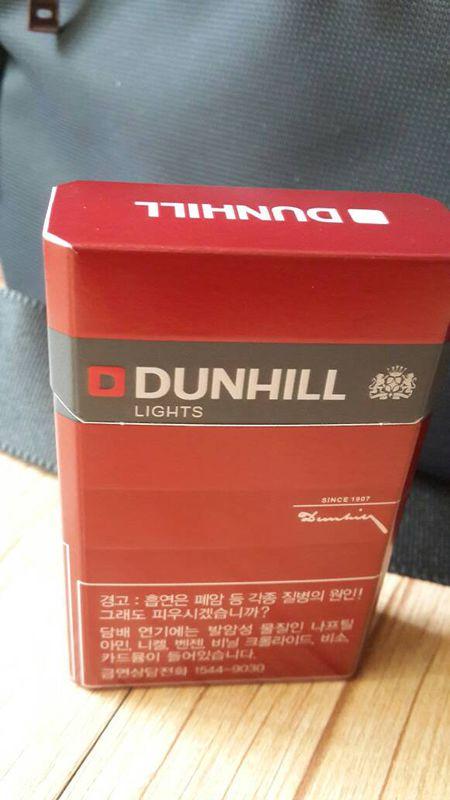 DUNHILL
D DUNHILL
LIGHTS
SINCE 1907
Dunhill
경고 : 흡연은 폐암 등 각종 질병의 원인!
그래도 피우시겠습니까?
담배 연기에는 발암성 물질인 나프틸
아민, 니켈, 벤젠, 비닐 크롤라이드, 비소,
카드뮴이 들어있습니다.
금연상담전화 1544-9030